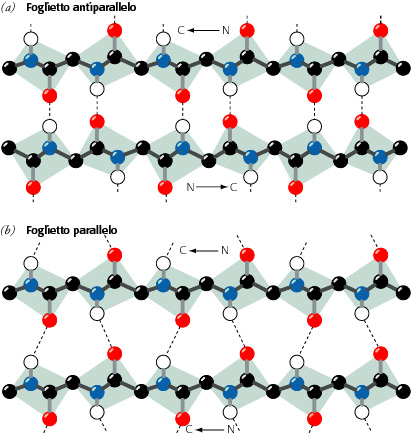 (a) Foglietto antiparallelo
C ← N
N → C
(b) Foglietto parallelo
C ← N
C ← N